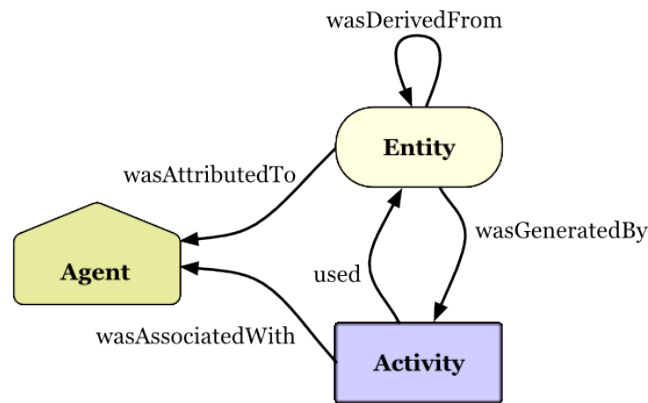 wasDerivedFrom
Entity
wasAttributedTo
wasGeneratedBy
Agent
used
wasAssociatedWith
Activity